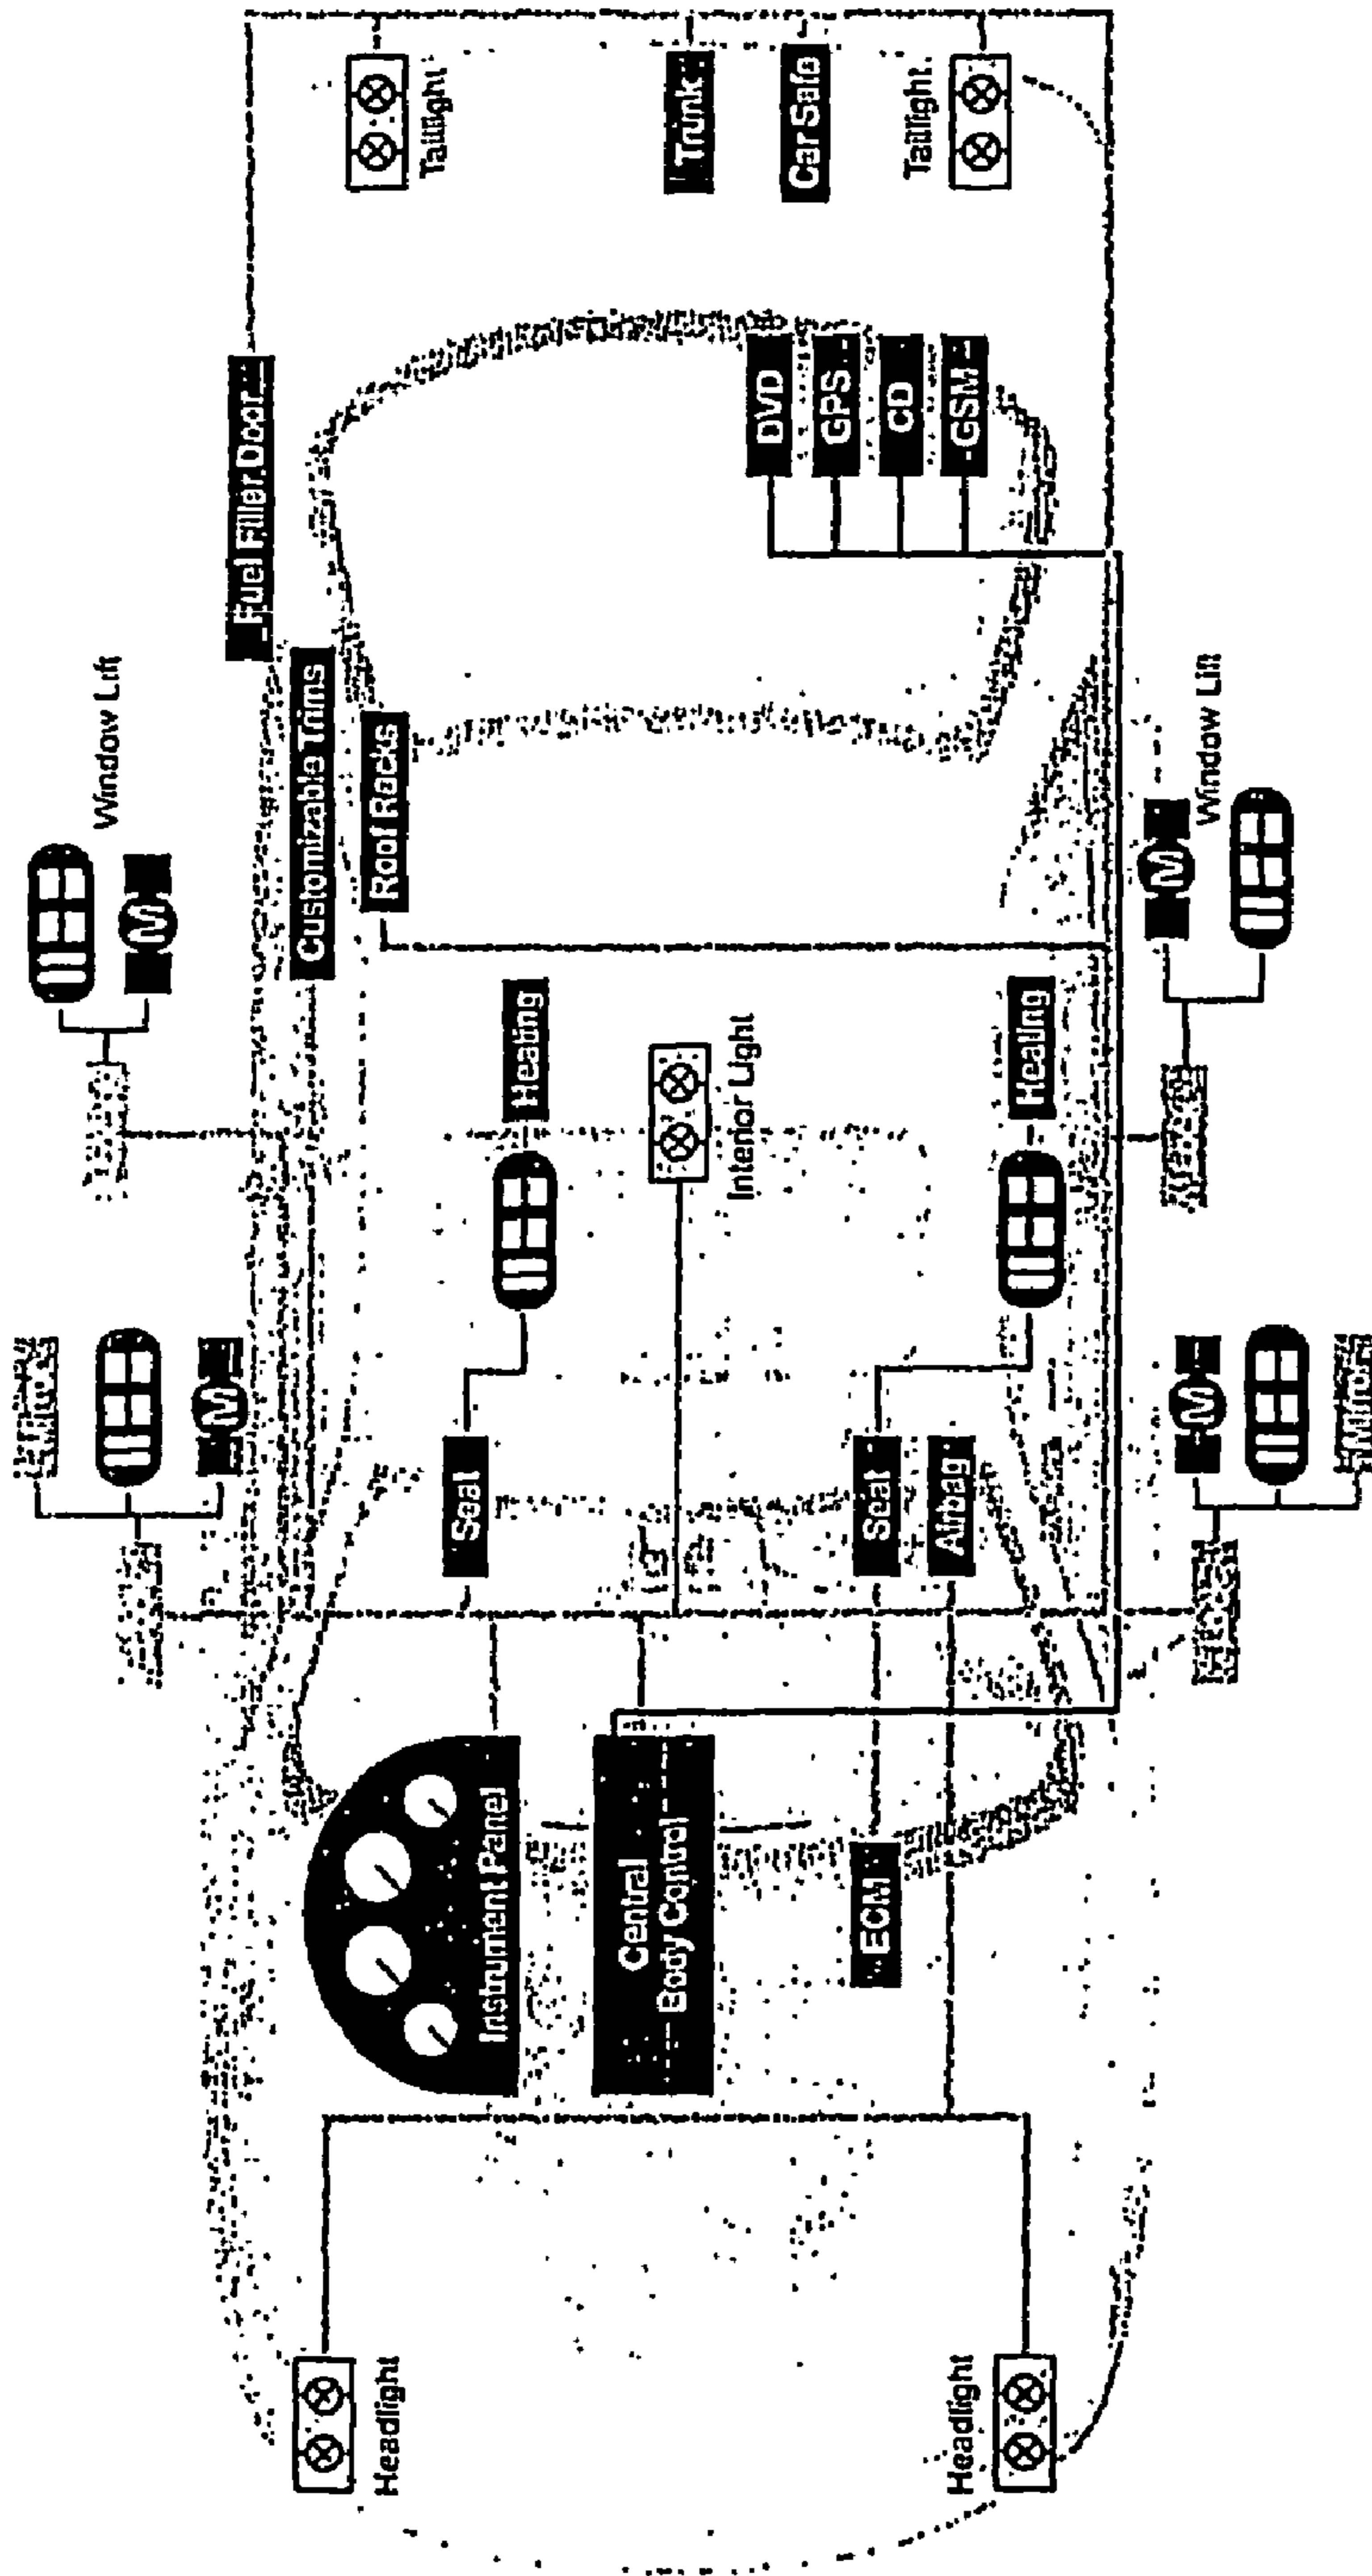 Window Lift
M
M
Fuel Filler Door
Customizable Trims
Roof Racks
Taillight
Headlight
Instrument Panel
Seat
Heating
Central
Body Control
Interior Light
Trunk
DVD
GPS
CD
GSM
Car Safe
ECM
Seat
Airbag
Heating
Taillight
Headlight
M
M
Window Lift